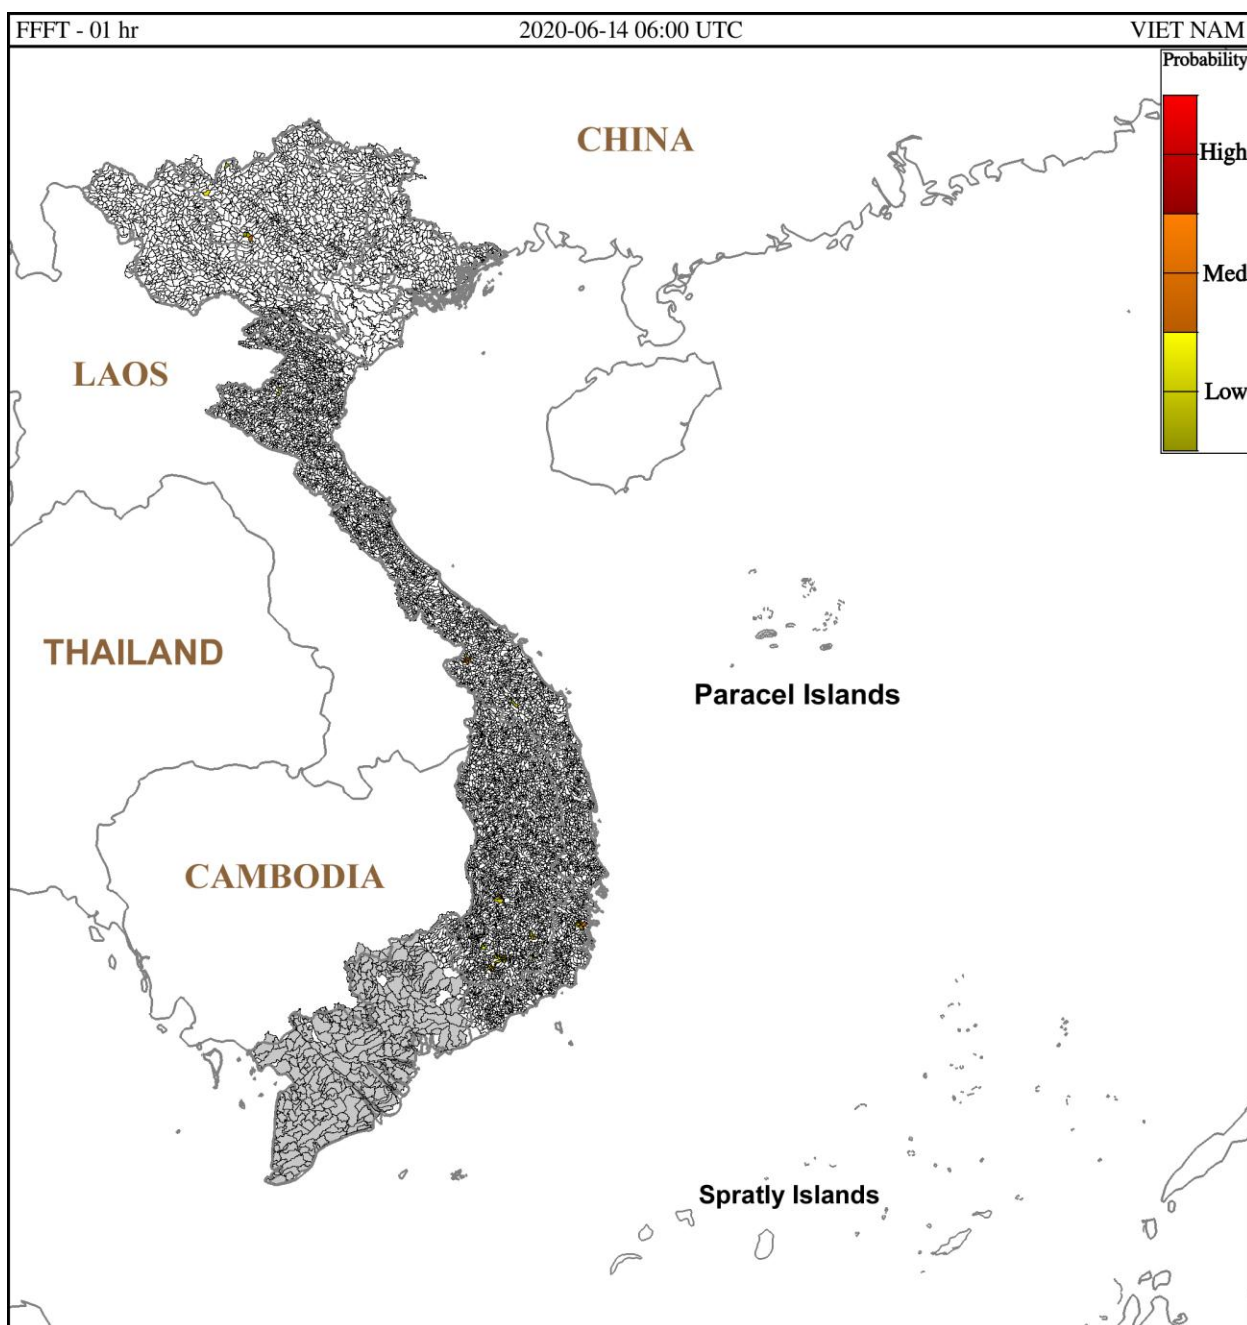 FFFT - 01 hr
2020-06-14 06:00 UTC
VIET NAM
Probability
CHINA
High
Med
LAOS
Low
THAILAND
Paracel Islands
CAMBODIA
Spratly Islands